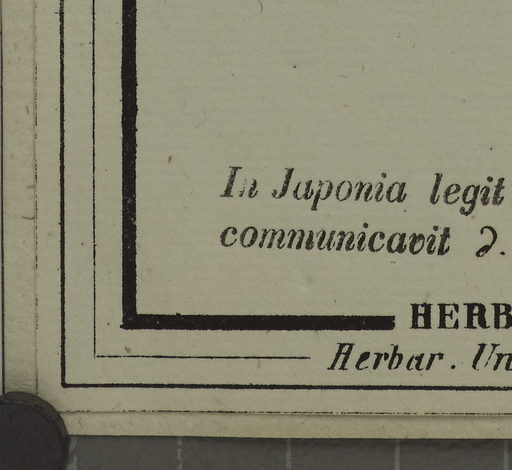 In Japonia legit
communicavit D.
HERB
Herbar. Un